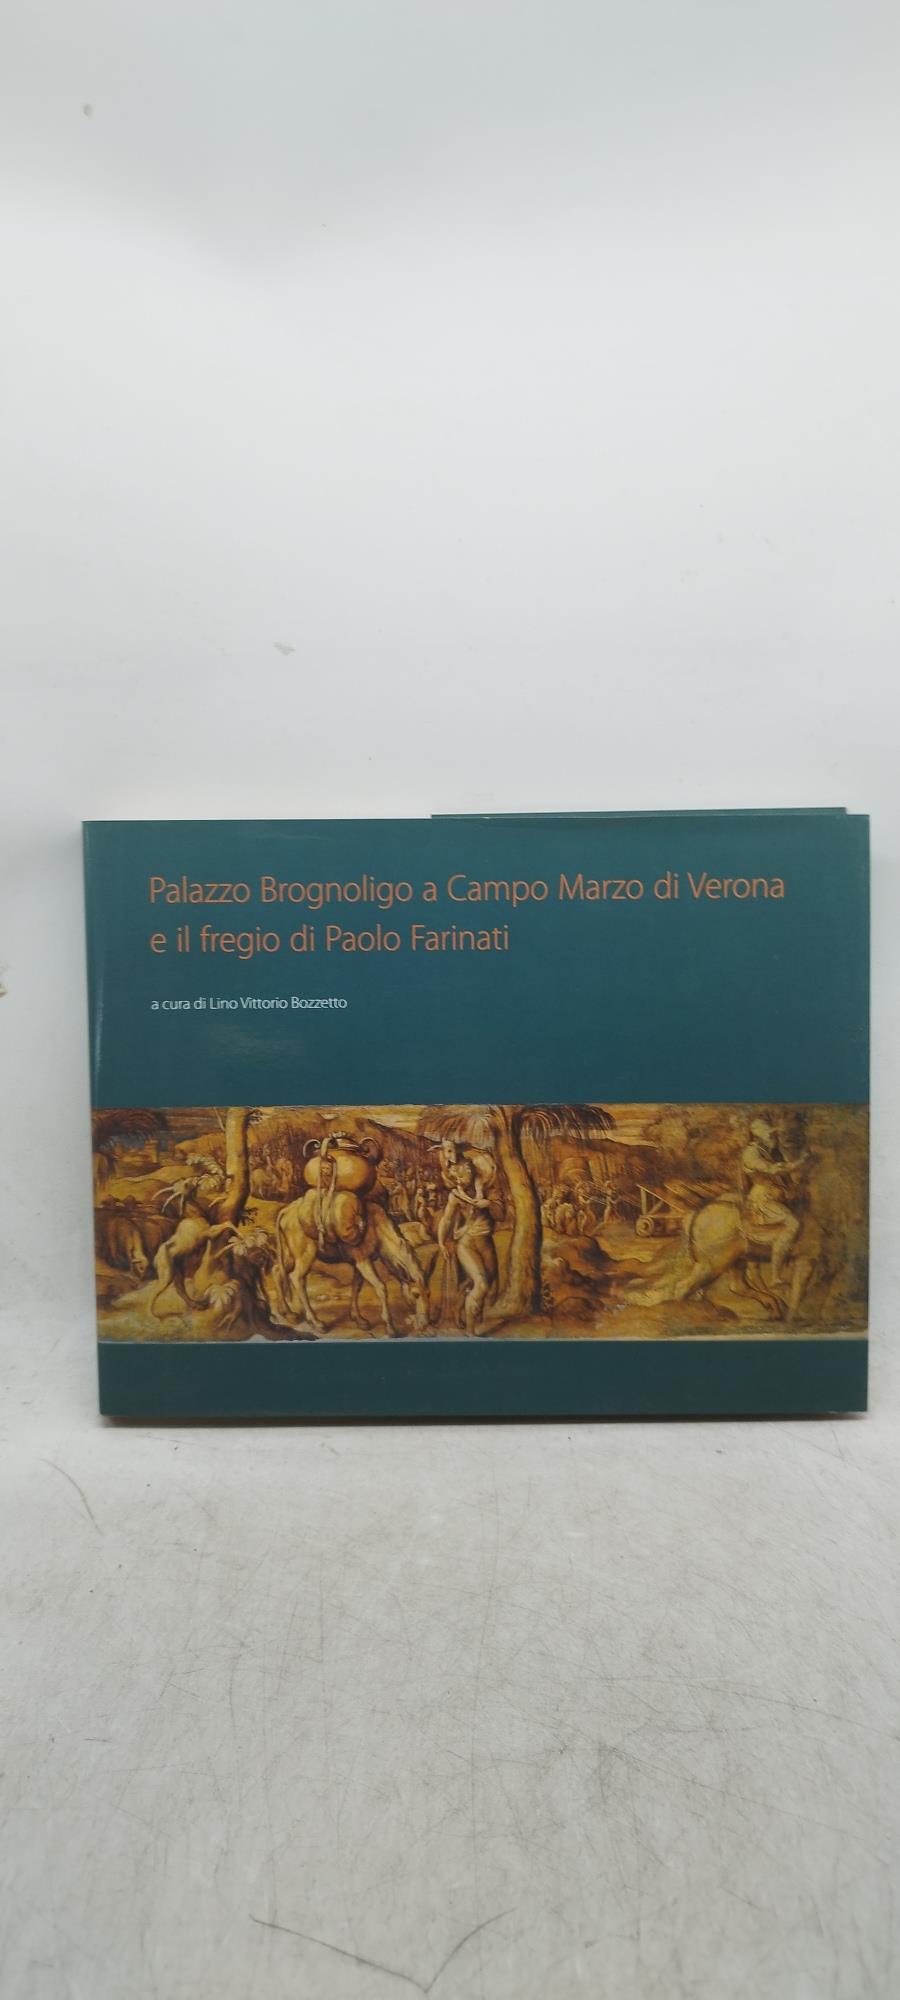 Palazzo Brognoligo a Campo Marzo di Verona
e il fregio di Paolo Farinati
a cura di Lino Vittorio Bozzetto